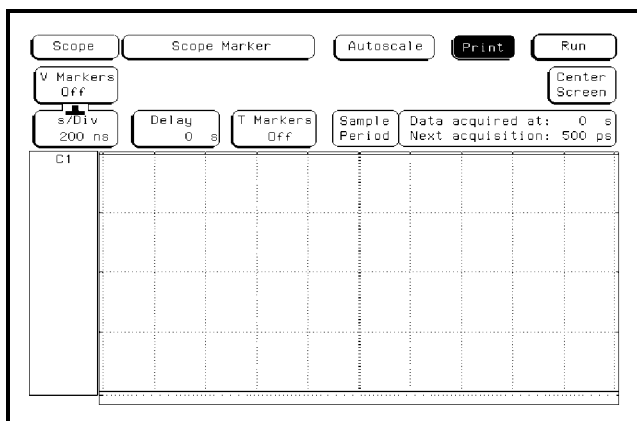 Scope Scope Marker Autoscale Print Run
V Markers
Off
Center
Screen
s/Div
200 ns
Delay
0 s
T Markers
Off
Sample
Period
Data acquired at: 0 s
Next acquisition: 500 ps
C1